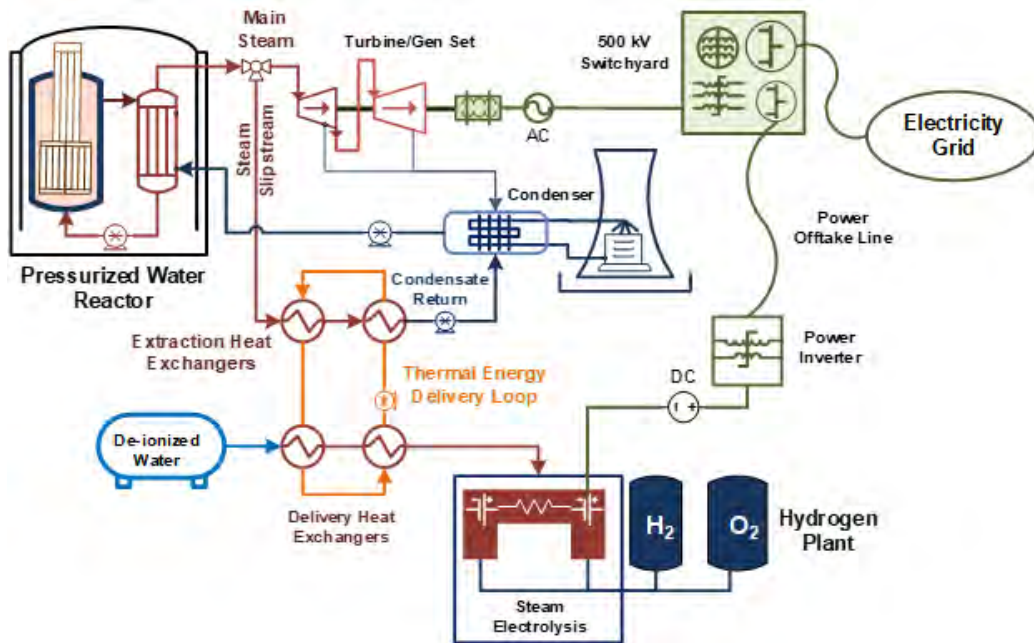 Main
Steam
Turbine/Gen Set
500 kV
Switchyard
AC
Electricity
Grid
Steam
Slip stream
Condenser
Power
Offtake Line
Pressurized Water
Reactor
Condensate
Return
Extraction Heat
Exchangers
Power
Inverter
Thermal Energy
Delivery Loop
DC
De-ionized
Water
Delivery Heat
Exchangers
H2
O2
Hydrogen
Plant
Steam
Electrolysis